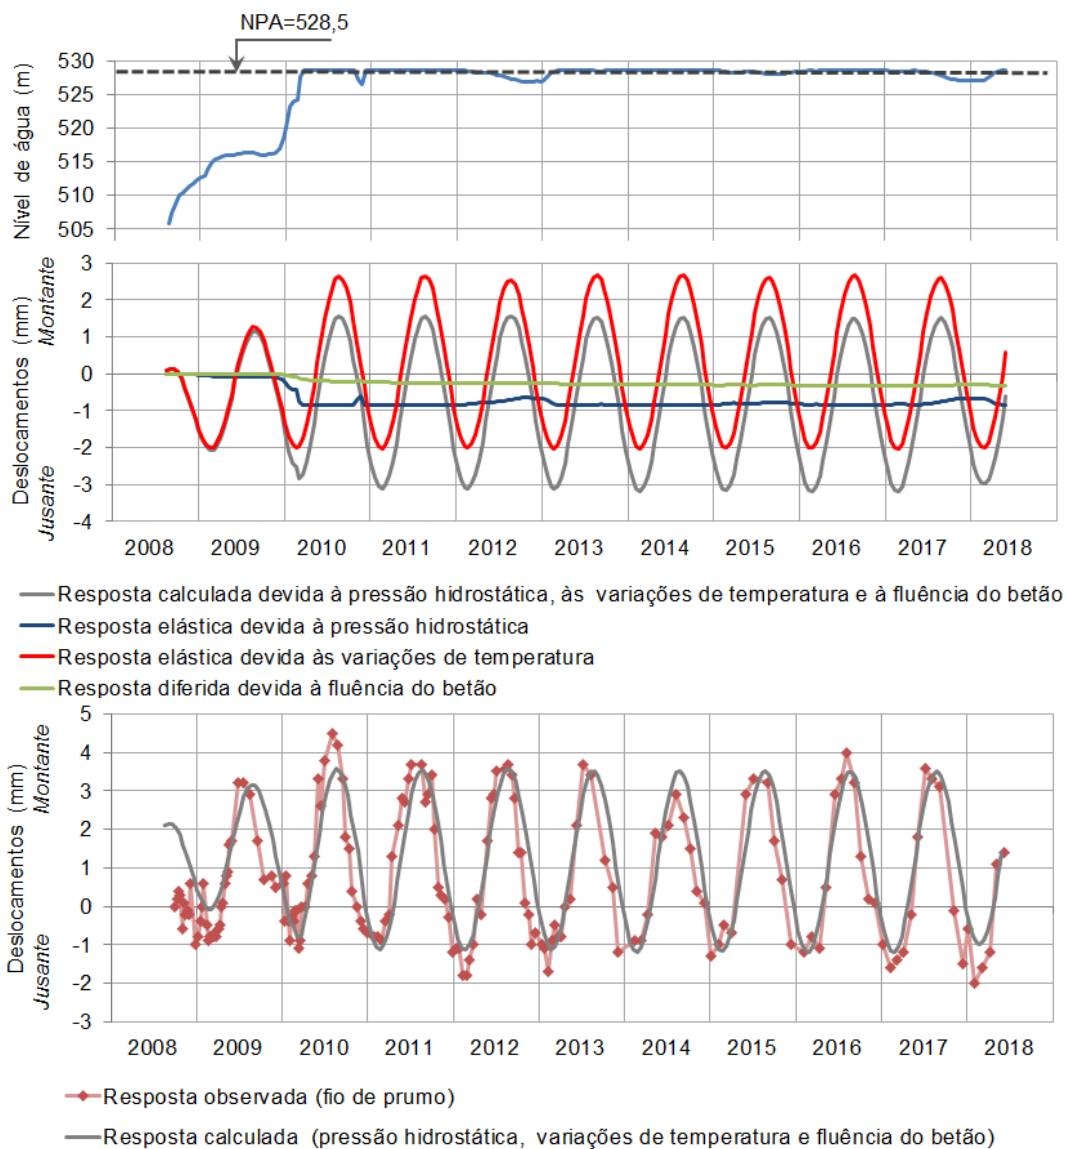 NPA=528,5
Nível de água (m)
530
525
520
515
510
505
Deslocamentos (mm)
Montante
Jusante
3
2
1
0
-1
-2
-3
-4
2008 2009 2010 2011 2012 2013 2014 2015 2016 2017 2018
Resposta calculada devida à pressão hidrostática, às variações de temperatura e à fluência do betão
Resposta elástica devida à pressão hidrostática
Resposta elástica devida às variações de temperatura
Resposta diferida devida à fluência do betão
Deslocamentos (mm)
Montante
Jusante
5
4
3
2
1
0
-1
-2
-3
2008 2009 2010 2011 2012 2013 2014 2015 2016 2017 2018
Resposta observada (fio de prumo)
Resposta calculada (pressão hidrostática, variações de temperatura e fluência do betão)